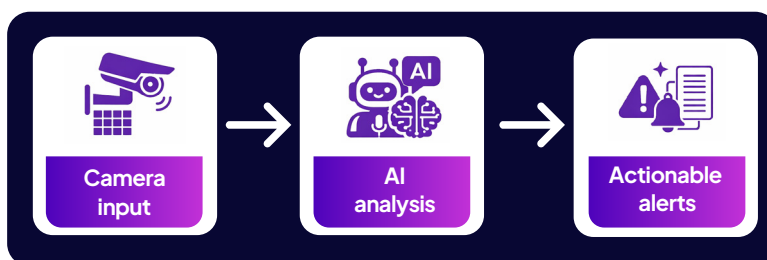 Camera
input
AI
AI
analysis
Actionable
alerts